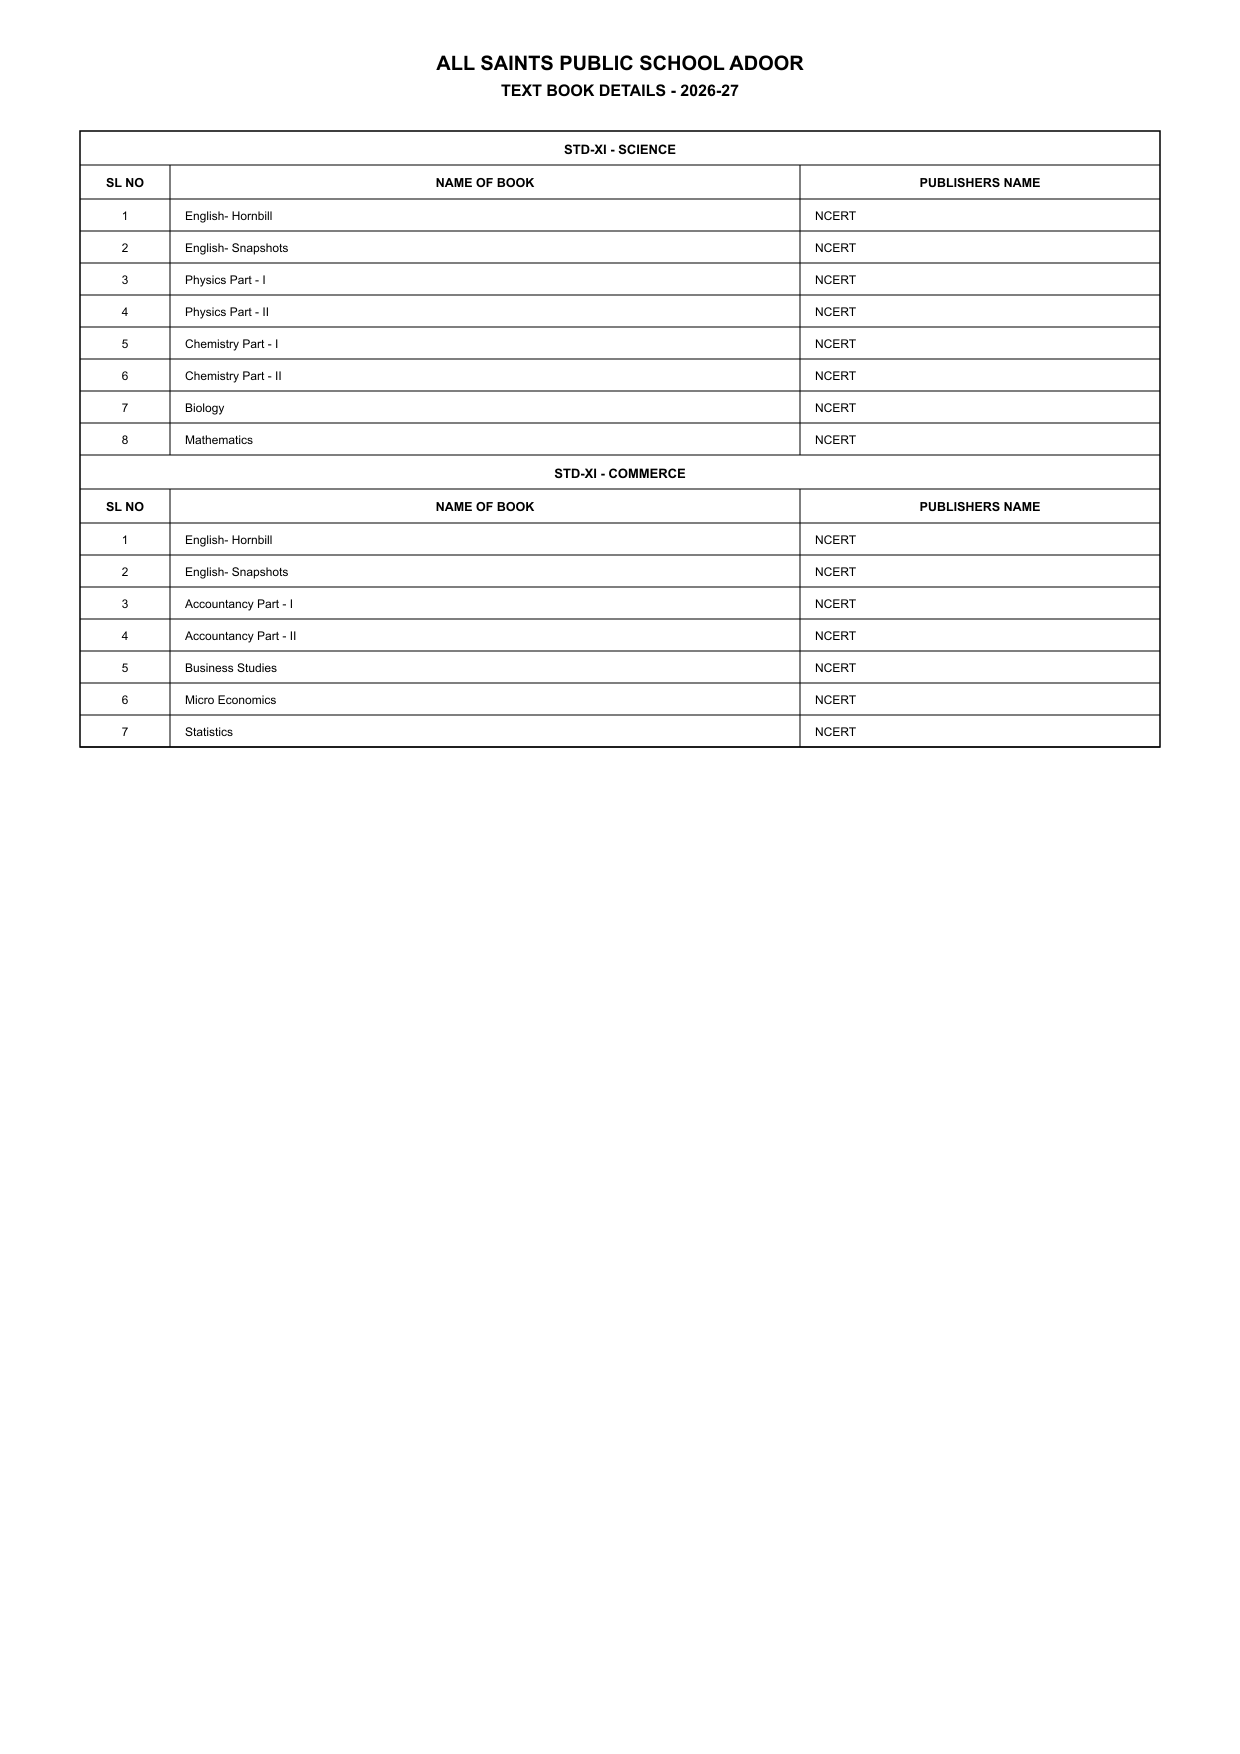 ALL SAINTS PUBLIC SCHOOL ADOOR
TEXT BOOK DETAILS - 2026-27
STD-XI - SCIENCE
SL NO NAME OF BOOK PUBLISHERS NAME
1 English- Hornbill NCERT
2 English- Snapshots NCERT
3 Physics Part - I NCERT
4 Physics Part - II NCERT
5 Chemistry Part - I NCERT
6 Chemistry Part - II NCERT
7 Biology NCERT
8 Mathematics NCERT
STD-XI - COMMERCE
SL NO NAME OF BOOK PUBLISHERS NAME
1 English- Hornbill NCERT
2 English- Snapshots NCERT
3 Accountancy Part - I NCERT
4 Accountancy Part - II NCERT
5 Business Studies NCERT
6 Micro Economics NCERT
7 Statistics NCERT